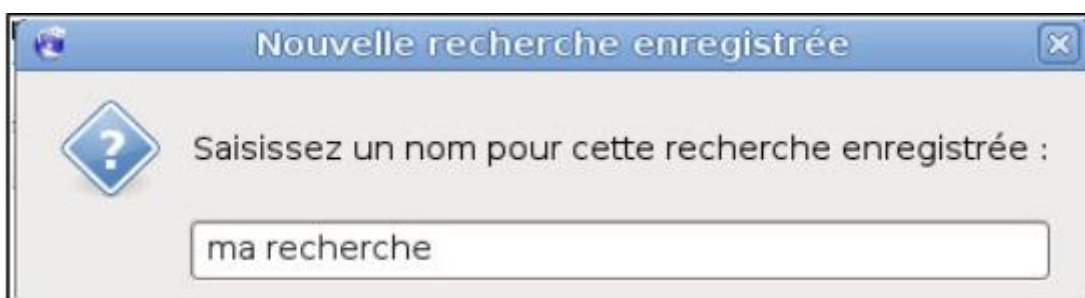 Nouvelle recherche enregistrée
Saisissez un nom pour cette recherche enregistrée :
ma recherche